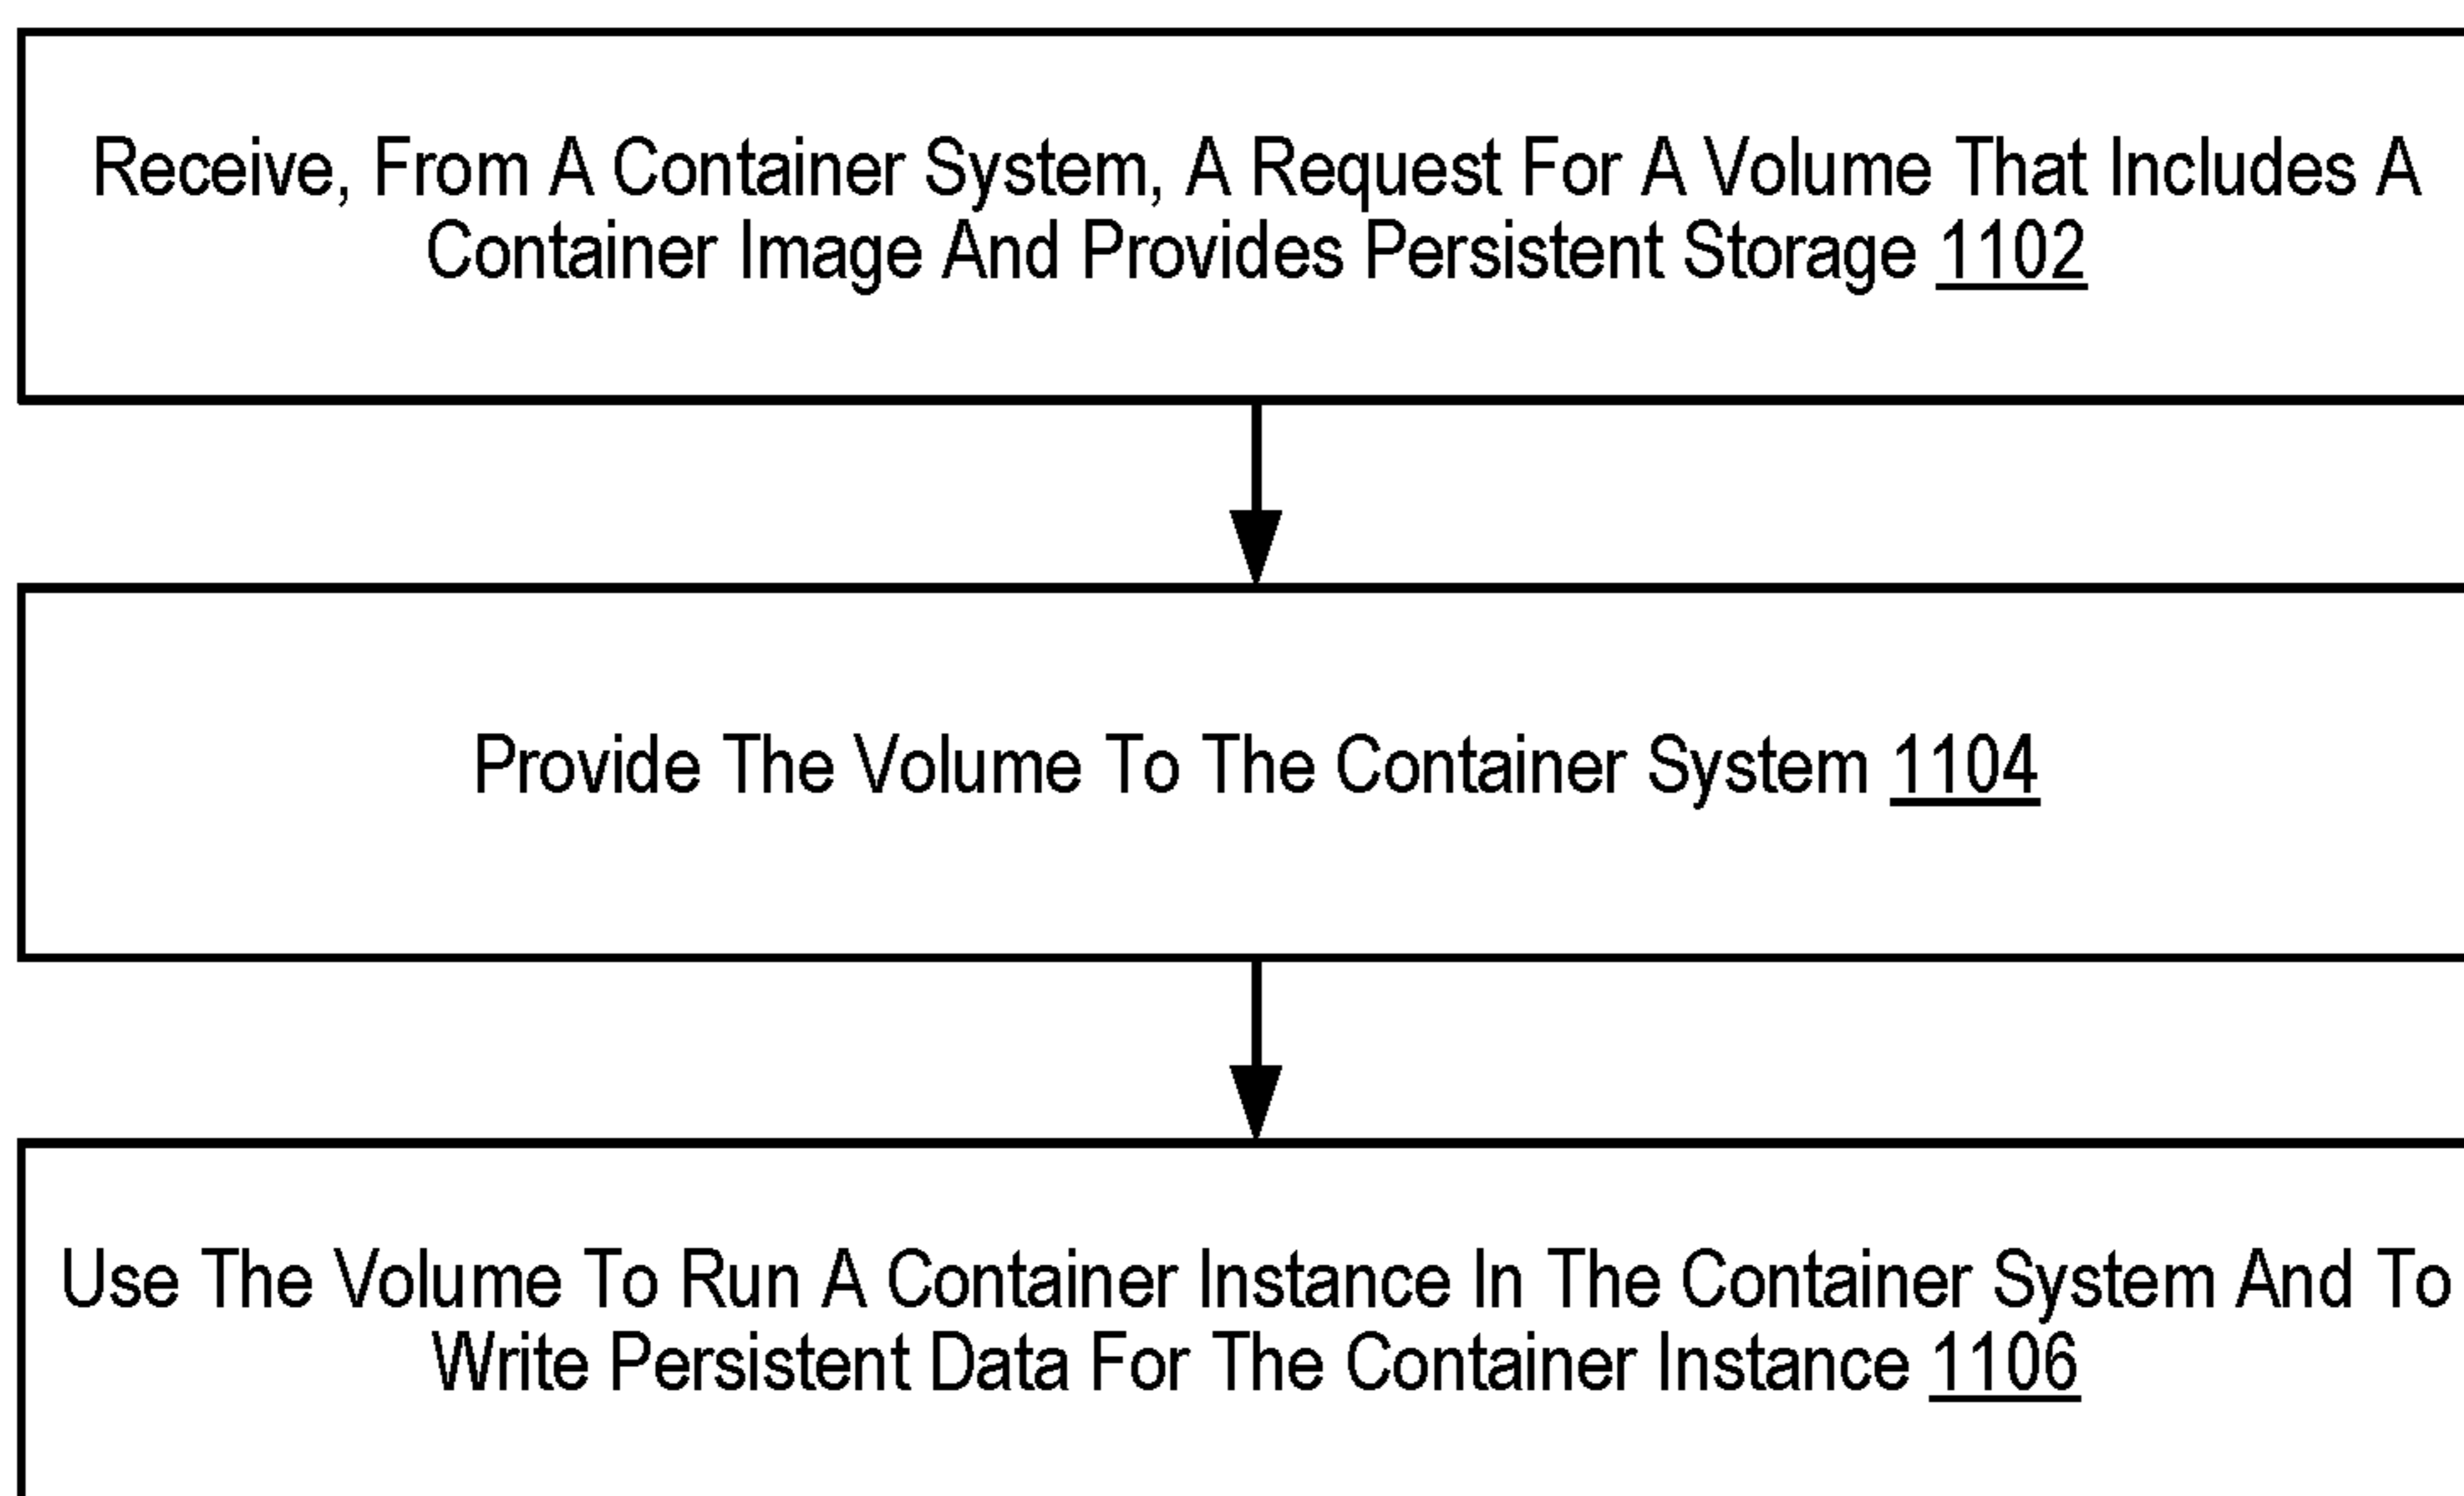 Receive, From A Container System, A Request For A Volume That Includes A
Container Image And Provides Persistent Storage 1102
Provide The Volume To The Container System 1104
Use The Volume To Run A Container Instance In The Container System And To
Write Persistent Data For The Container Instance 1106